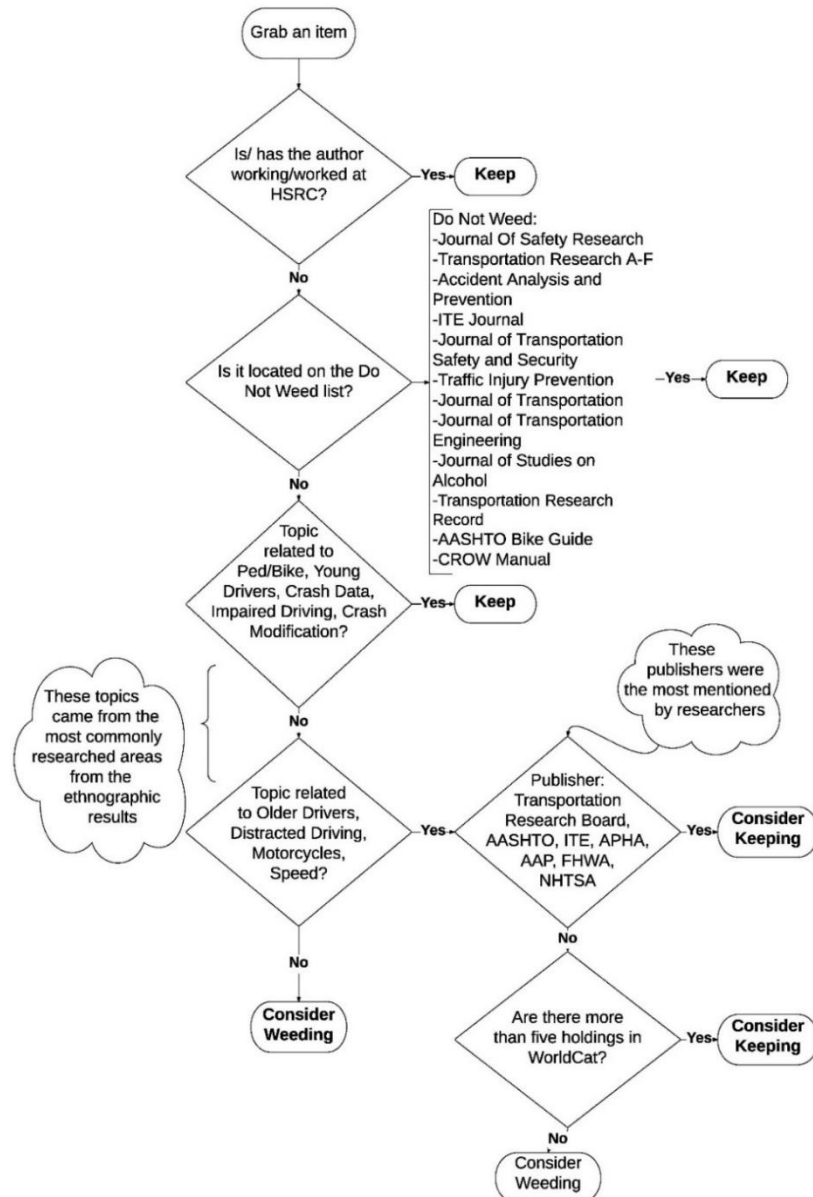 Grab an item
Is/ has the author
working/worked at
HSRC?
Yes
Keep
No
Do Not Weed:
-Journal Of Safety Research
-Transportation Research A-F
-Accident Analysis and
Prevention
-ITE Journal
-Journal of Transportation
Safety and Security
-Traffic Injury Prevention
-Journal of Transportation
-Journal of Transportation
Engineering
-Journal of Studies on
Alcohol
-Transportation Research
Record
-AASHTO Bike Guide
-CROW Manual
Is it located on the Do
Not Weed list?
Yes
Keep
No
Topic
related to
Ped/Bike, Young
Drivers, Crash Data,
Impaired Driving, Crash
Modification?
Yes
Keep
No
These topics
came from the
most commonly
researched areas
from the
ethnographic
results
These
publishers were
the most mentioned
by researchers
Topic related
to Older Drivers,
Distracted Driving,
Motorcycles,
Speed?
Yes
Publisher:
Transportation
Research Board,
AASHTO, ITE, APHA,
AAP, FHWA,
NHTSA
Yes
Consider
Keeping
No
Consider
Weeding
No
Are there more
than five holdings in
WorldCat?
Yes
Consider
Keeping
No
Consider
Weeding